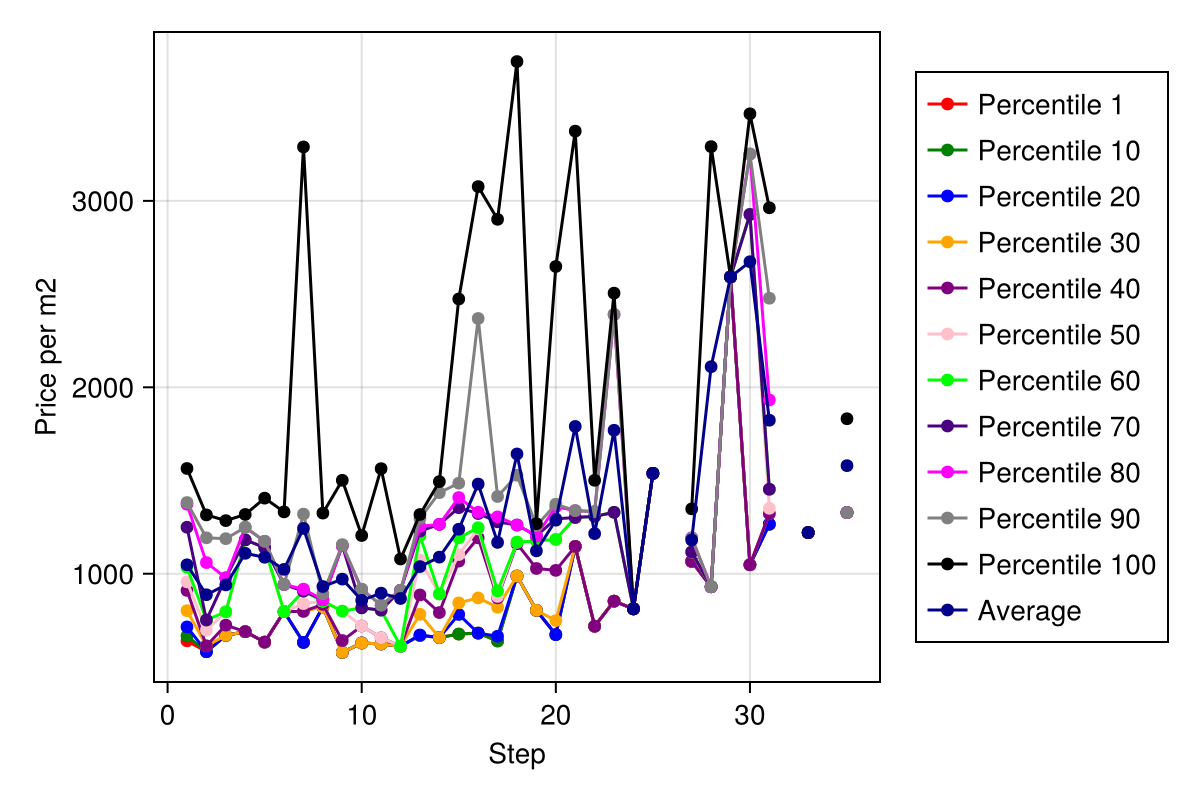 3000
2000
1000
Price per m2
0 10 20 30
Step
Percentile 1
Percentile 10
Percentile 20
Percentile 30
Percentile 40
Percentile 50
Percentile 60
Percentile 70
Percentile 80
Percentile 90
Percentile 100
Average